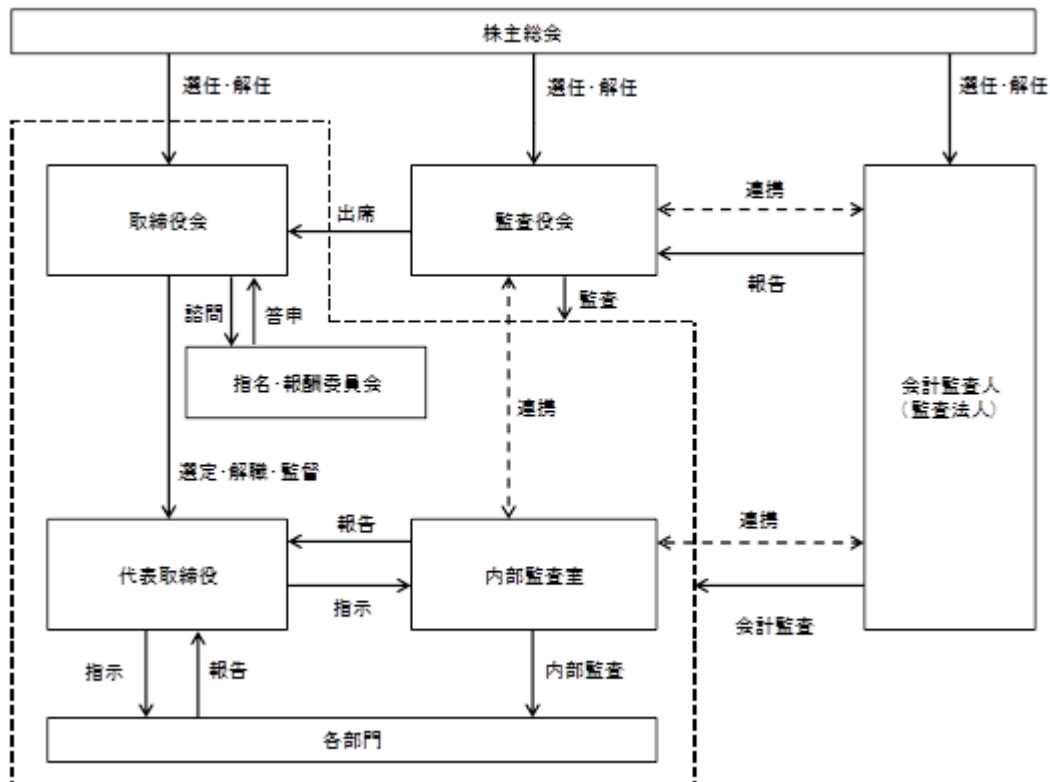 株主総会
選任・解任
選任・解任
選任・解任
取締役会
出席
監査役会
連携
報告
諮問
答申
監査
指名・報酬委員会
連携
会計監査人
(監査法人)
選定・解職・監督
代表取締役
報告
指示
内部監査室
連携
会計監査
指示
報告
内部監査
各部門